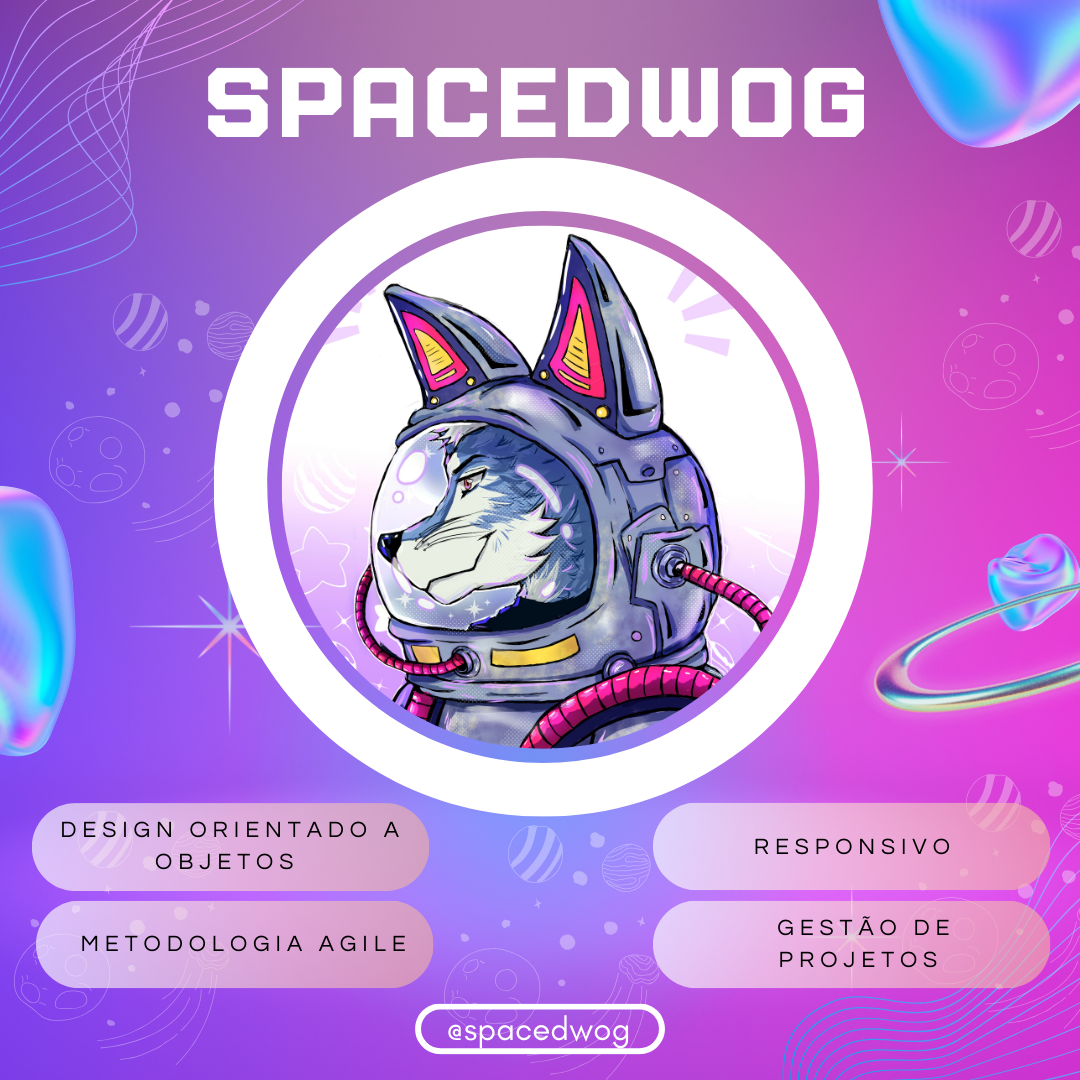 SPACEDWOG
DESIGN ORIENTADO A
OBJETOS
RESPONSIVO
METODOLOGIA AGILE
GESTÃO DE
PROJETOS
@spacedwog